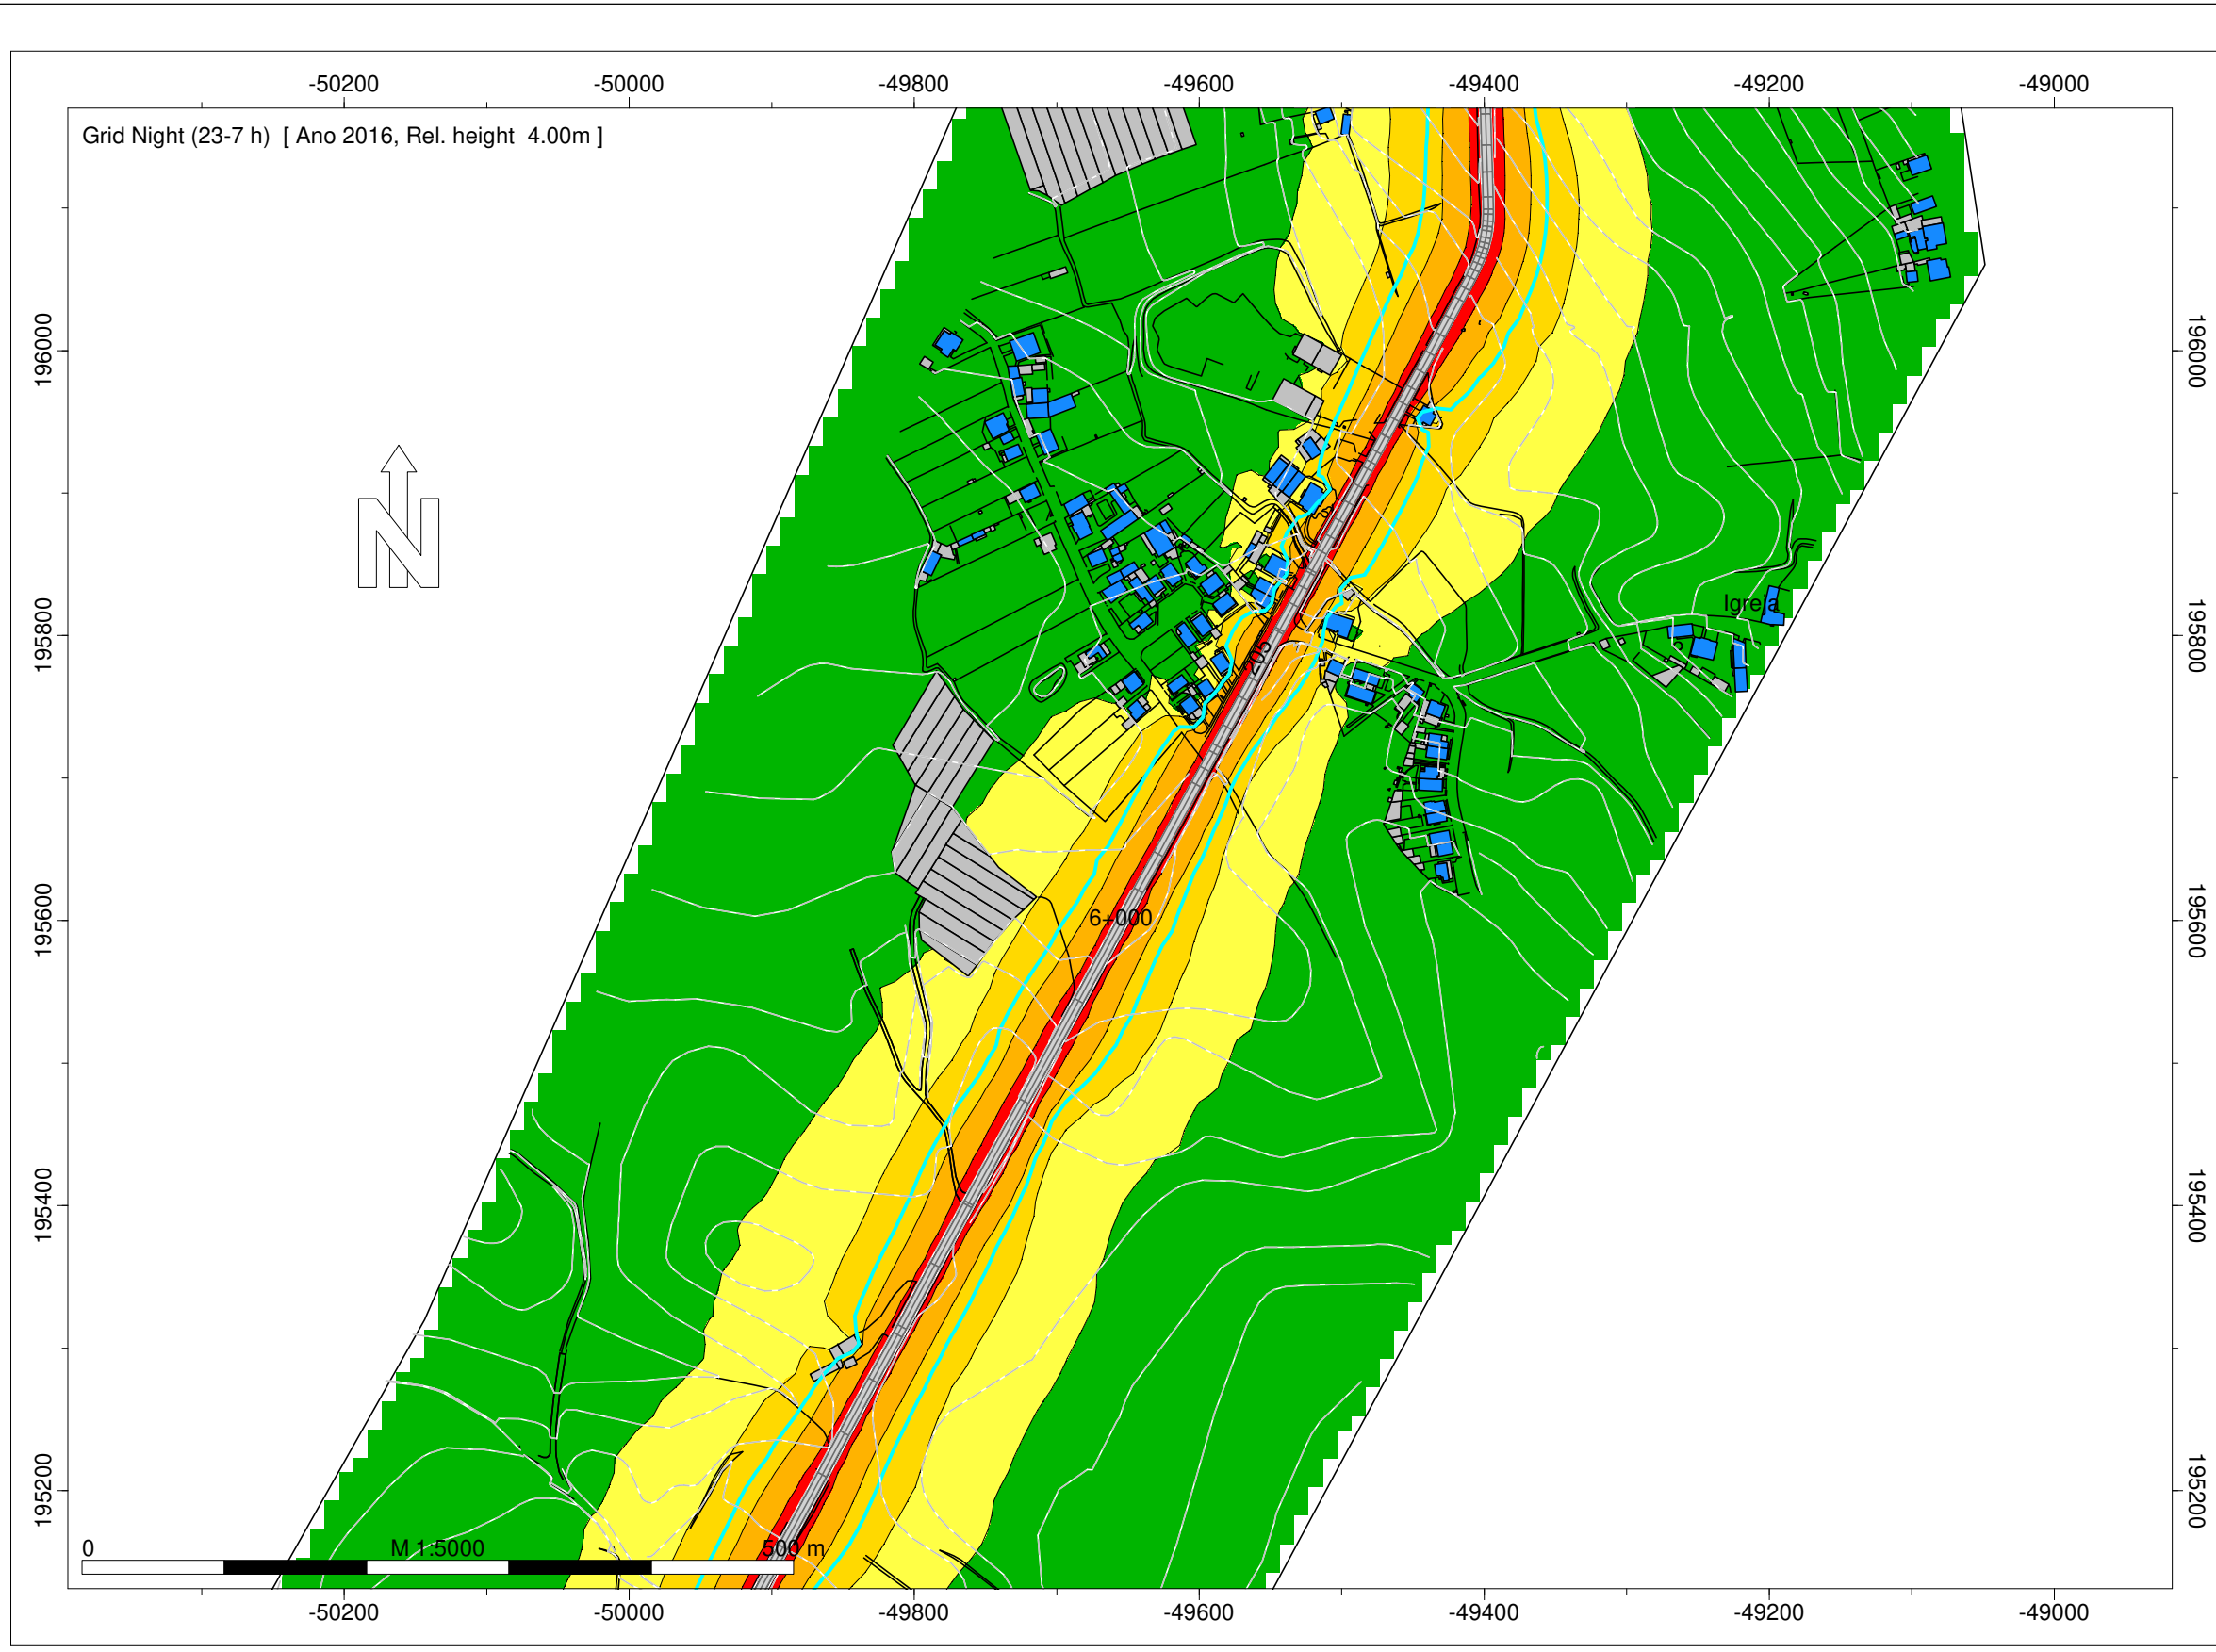 -50200 -50000 -49800 -49600 -49400 -49200 -49000
Grid Night (23-7 h) [ Ano 2016, Rel. height 4.00m ]
196000 196000
N
195800 Igreja 195800
205
195600 6+000 195600
195400 195400
195200 195200
0 M 1:5000 500 m
-50200 -50000 -49800 -49600 -49400 -49200 -49000